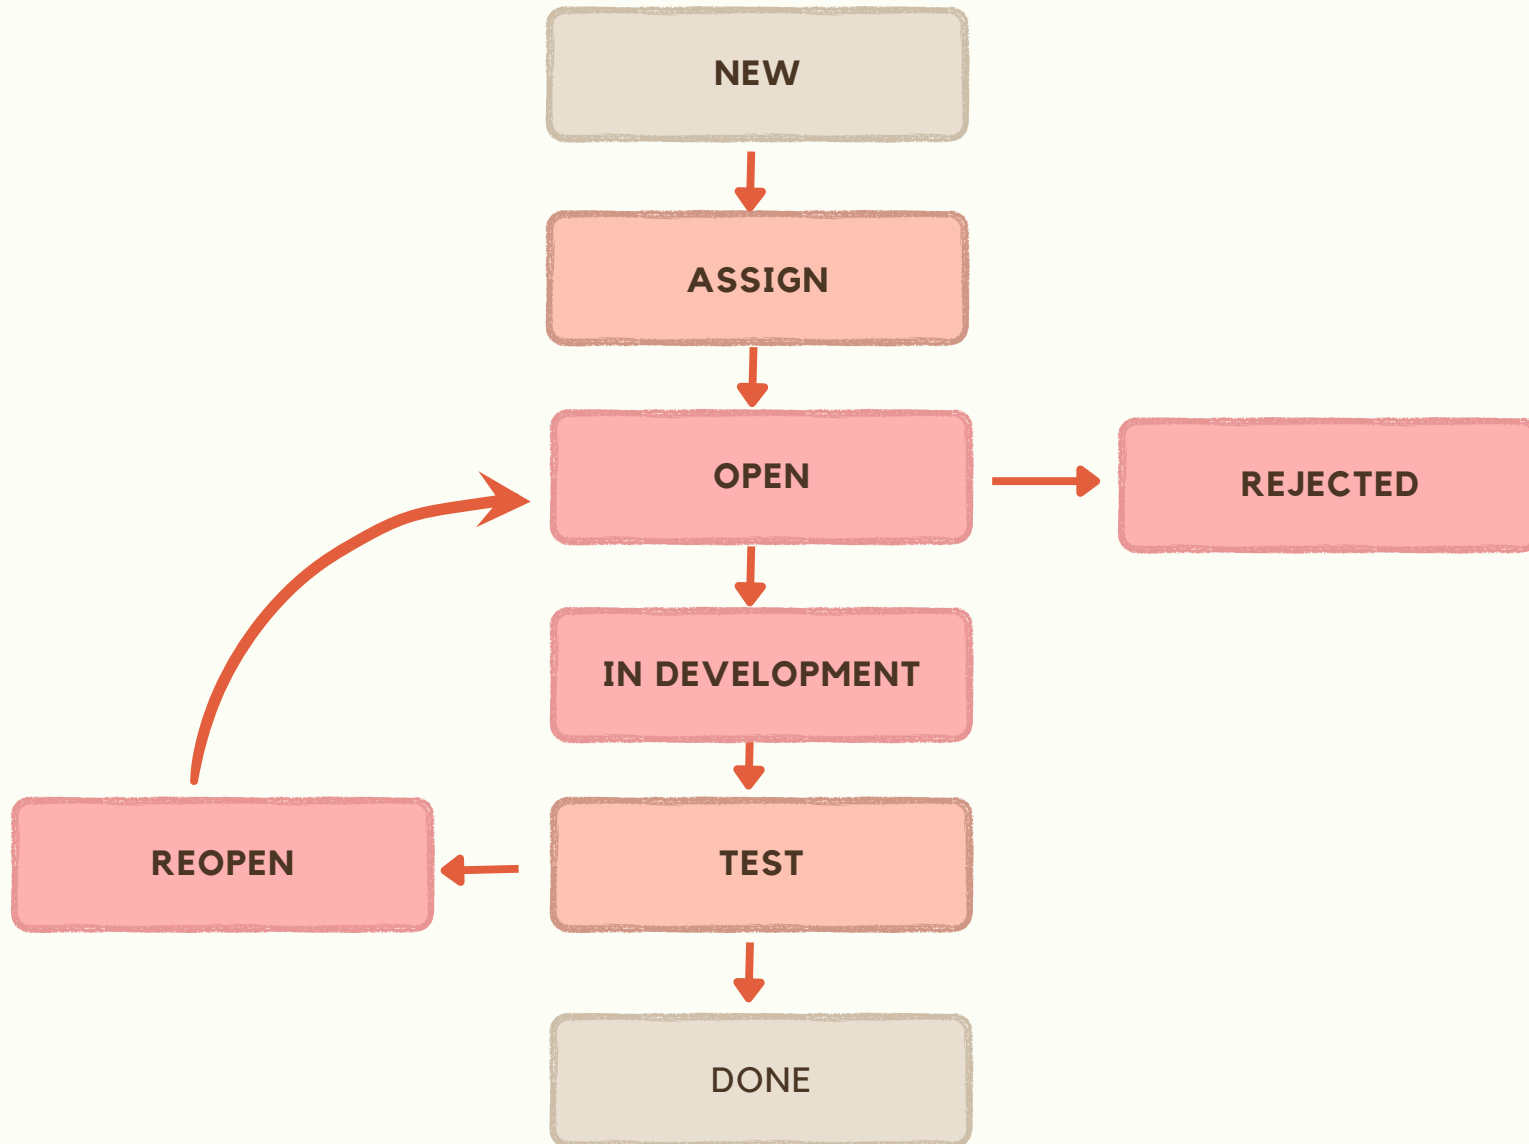 NEW
ASSIGN
OPEN
REJECTED
IN DEVELOPMENT
REOPEN
TEST
DONE